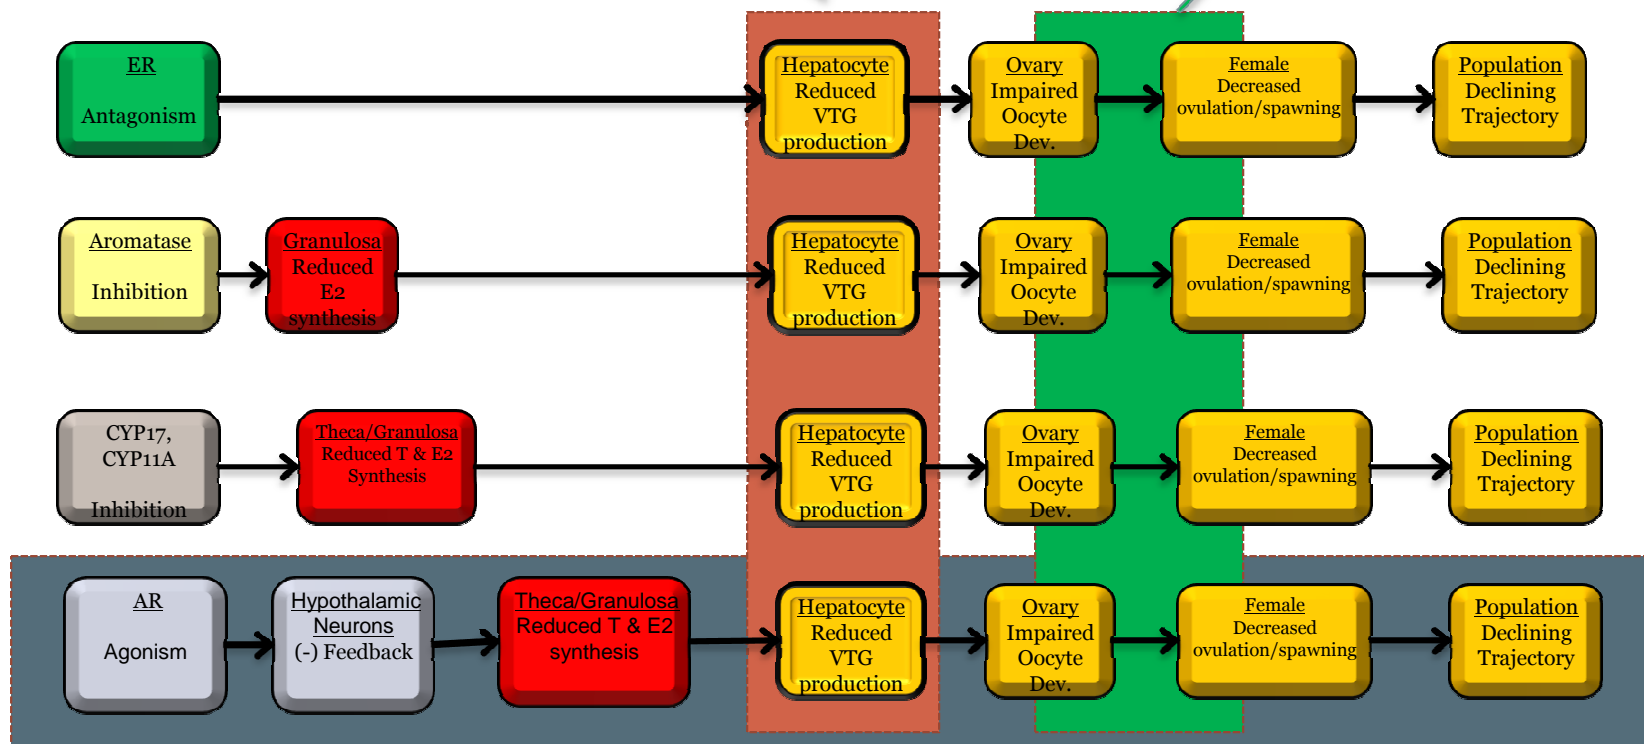 ER
Antagonism
Hepatocyte
Reduced
VTG
production
Ovary
Impaired
Oocyte
Dev.
Female
Decreased
ovulation/spawning
Population
Declining
Trajectory
Aromatase
Inhibition
Granulosa
Reduced
E2
synthesis
Hepatocyte
Reduced
VTG
production
Ovary
Impaired
Oocyte
Dev.
Female
Decreased
ovulation/spawning
Population
Declining
Trajectory
CYP17,
CYP11A
Inhibition
Theca/Granulosa
Reduced T & E2
Synthesis
Hepatocyte
Reduced
VTG
production
Ovary
Impaired
Oocyte
Dev.
Female
Decreased
ovulation/spawning
Population
Declining
Trajectory
AR
Agonism
Hypothalamic
Neurons
(-) Feedback
Theca/Granulosa
Reduced T & E2
synthesis
Hepatocyte
Reduced
VTG
production
Ovary
Impaired
Oocyte
Dev.
Female
Decreased
ovulation/spawning
Population
Declining
Trajectory